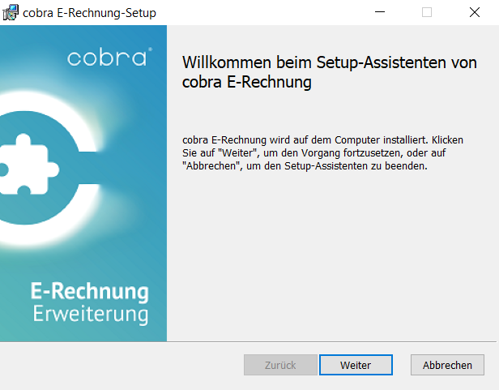 cobra E-Rechnung-Setup
cobra®
Willkommen beim Setup-Assistenten von
cobra E-Rechnung
cobra E-Rechnung wird auf dem Computer installiert. Klicken
Sie auf "Weiter", um den Vorgang fortzusetzen, oder auf
"Abbrechen", um den Setup-Assistenten zu beenden.
E-Rechnung
Erweiterung
Zurück
Weiter
Abbrechen